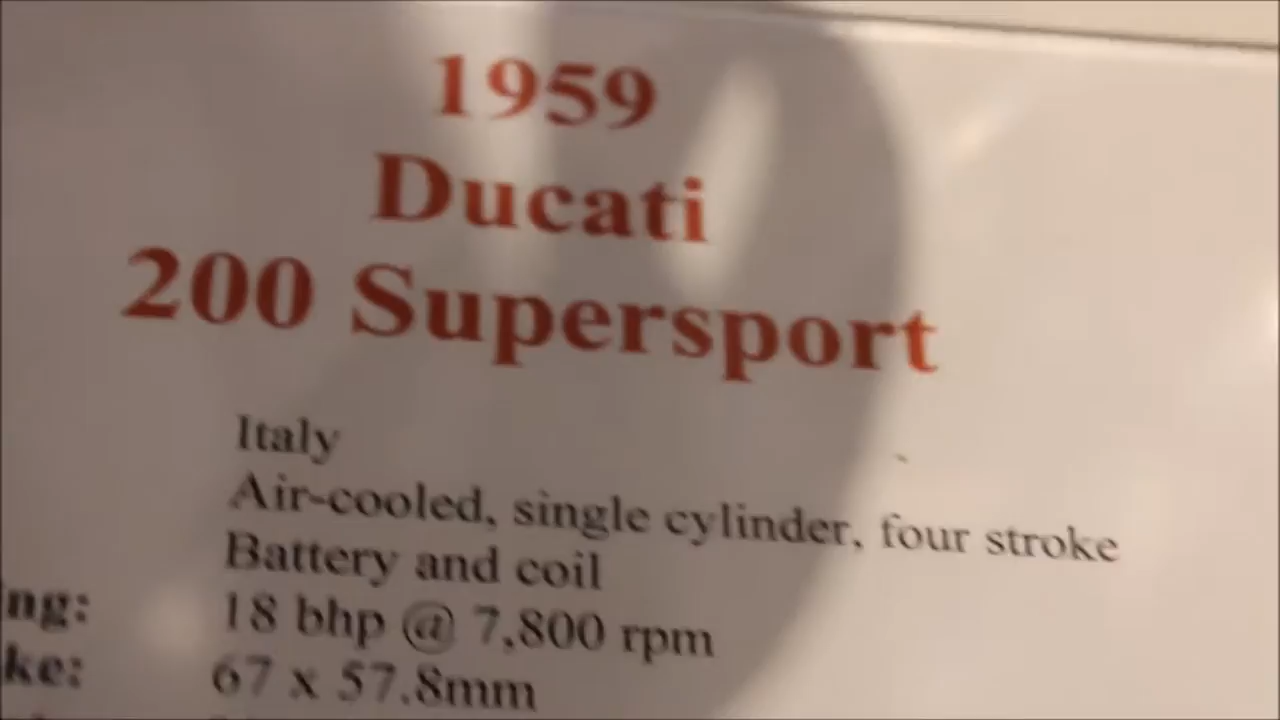 1959
Ducati
200 Supersport
Italy
Air-cooled, single cylinder, four stroke
Battery and coil
ng: 18 bhp @ 7,800 rpm
ke: 67 x 57.8mm